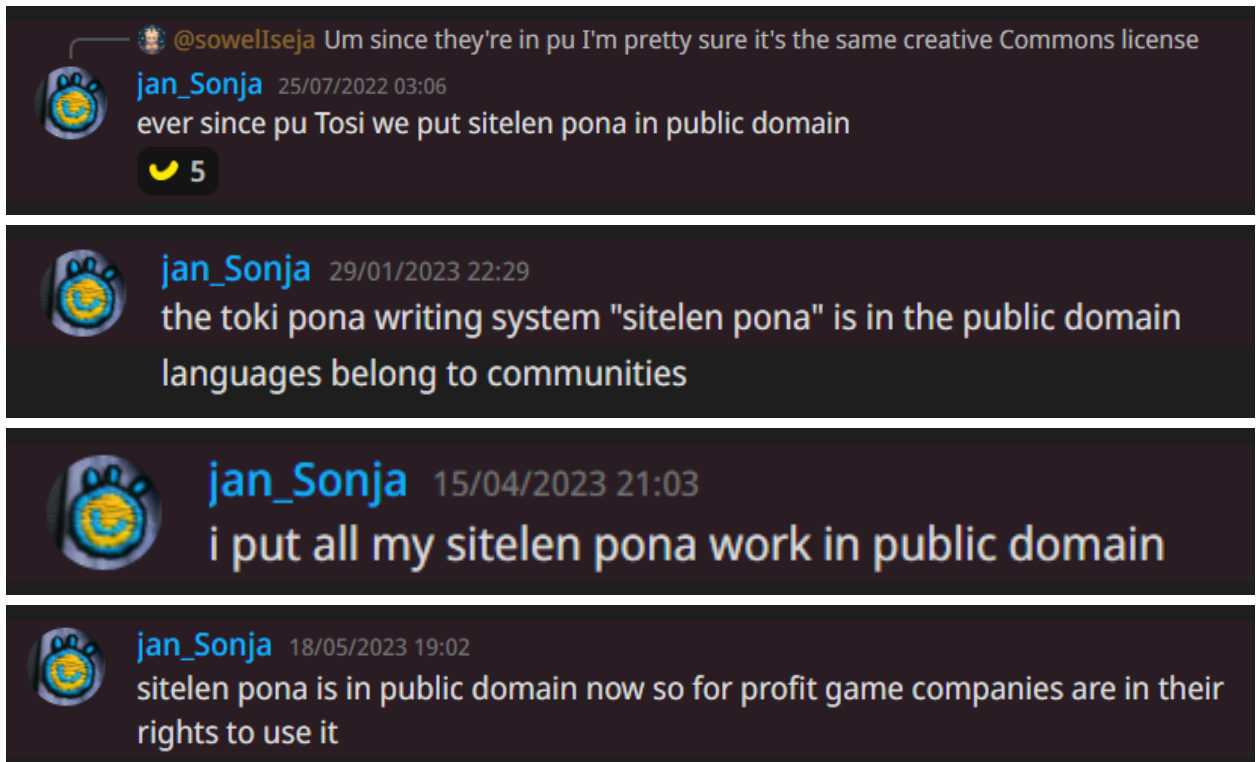 @sowelIseja Um since they're in pu I'm pretty sure it's the same creative Commons license
jan_Sonja 25/07/2022 03:06
ever since pu Tosi we put sitelen pona in public domain
5
jan_Sonja 29/01/2023 22:29
the toki pona writing system "sitelen pona" is in the public domain
languages belong to communities
jan_Sonja 15/04/2023 21:03
i put all my sitelen pona work in public domain
jan_Sonja 18/05/2023 19:02
sitelen pona is in public domain now so for profit game companies are in their
rights to use it